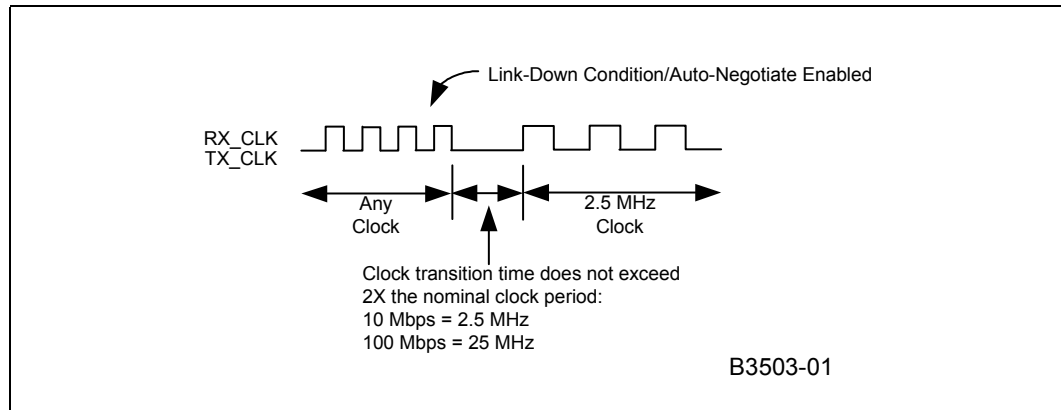 Link-Down Condition/Auto-Negotiate Enabled
RX_CLK
TX_CLK
Any
Clock
2.5 MHz
Clock
Clock transition time does not exceed
2X the nominal clock period:
10 Mbps = 2.5 MHz
100 Mbps = 25 MHz
B3503-01